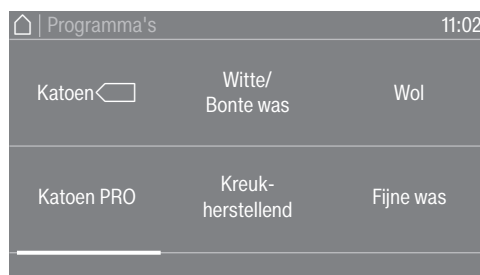 | Programma's 11:02
Katoen
Witte/
Bonte was
Wol
Katoen PRO
Kreuk-
herstellend
Fijne was